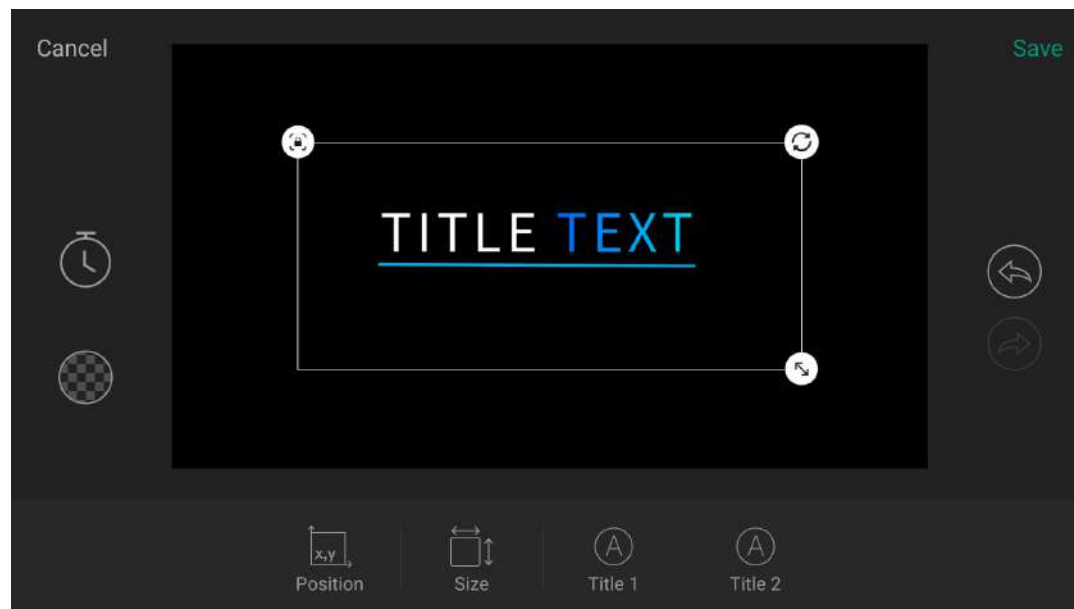 Cancel
Save
TITLE TEXT
x,y
Position
Size
A
Title 1
A
Title 2